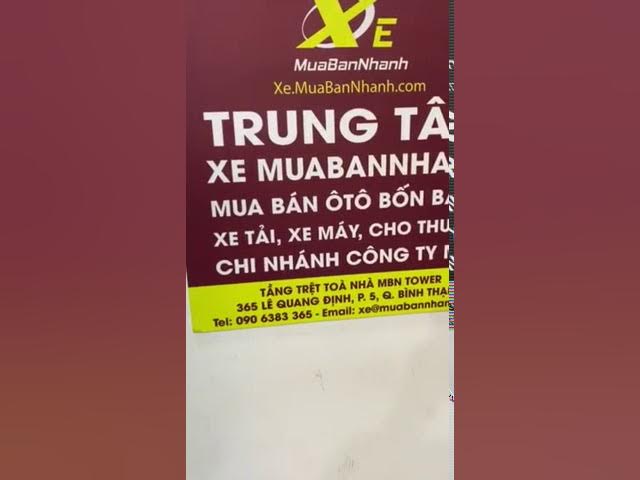 XE
MuaBanNhanh
Xe.MuaBanNhanh.com
TRUNG TÂ
XE MUABANNHA
MUA BÁN ÔTÔ BỐN BÁ
XE TẢI, XE MÁY, CHO THU
CHI NHÁNH CÔNG TY
TẦNG TRỆT TOÀ NHÀ MBN TOWER
365 LÊ QUANG ĐỊNH, P. 5, Q. BÌNH THẠ
Tel: 090 6383 365 - Email: xe@muabannhan